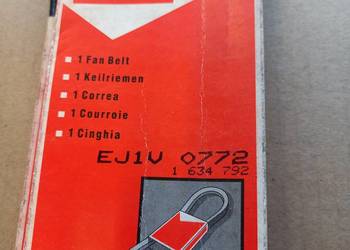 1 Fan Belt
1 Keilriemen
1 Correa
1 Courroie
1 Cinghia
EJ1V 0772
1 634 792